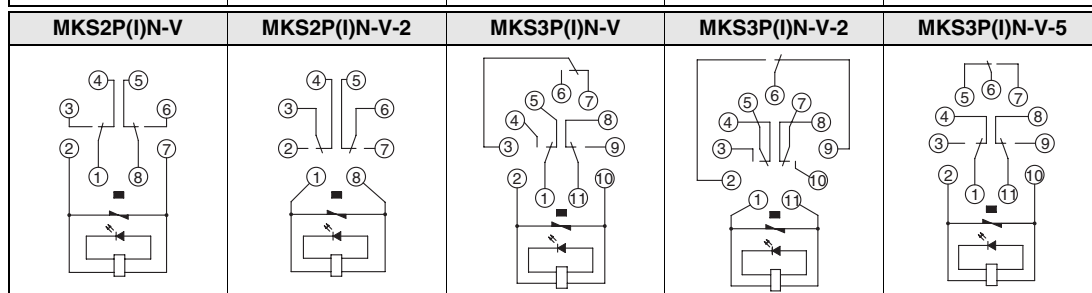 MKS2P(I)N-V MKS2P(I)N-V-2 MKS3P(I)N-V MKS3P(I)N-V-2 MKS3P(I)N-V-5
4 5 3 6 2 7 1 8
4 5 3 6 2 7 1 8
6 7 5 4 8 3 9 2 10 1 11
6 5 7 4 8 3 9 2 10 1 11
5 6 7 4 8 3 9 2 10 1 11